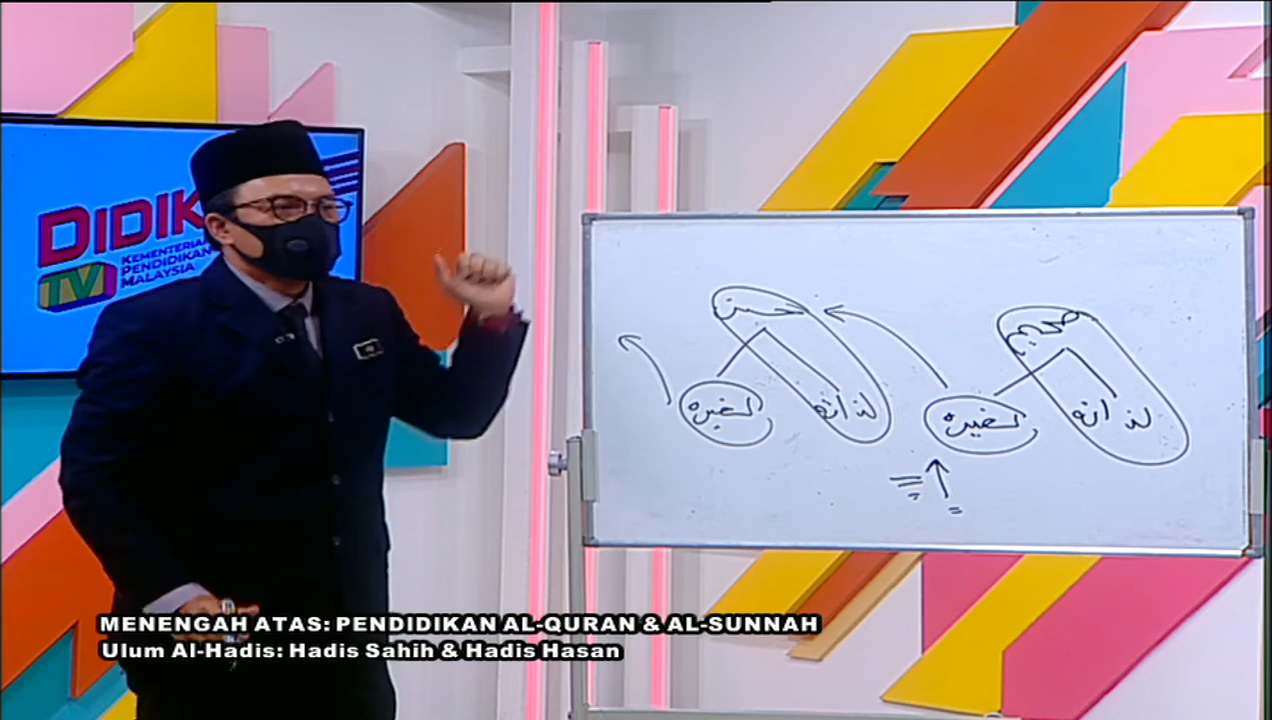 DIDIK
TV
KEMENTERIAN
PENDIDIKAN
MALAYSIA
صحيح
حسن
لذاته
لغيره
لذاته
لغيره
MENENGAH ATAS: PENDIDIKAN AL-QURAN & AL-SUNNAH
Ulum Al-Hadis: Hadis Sahih & Hadis Hasan